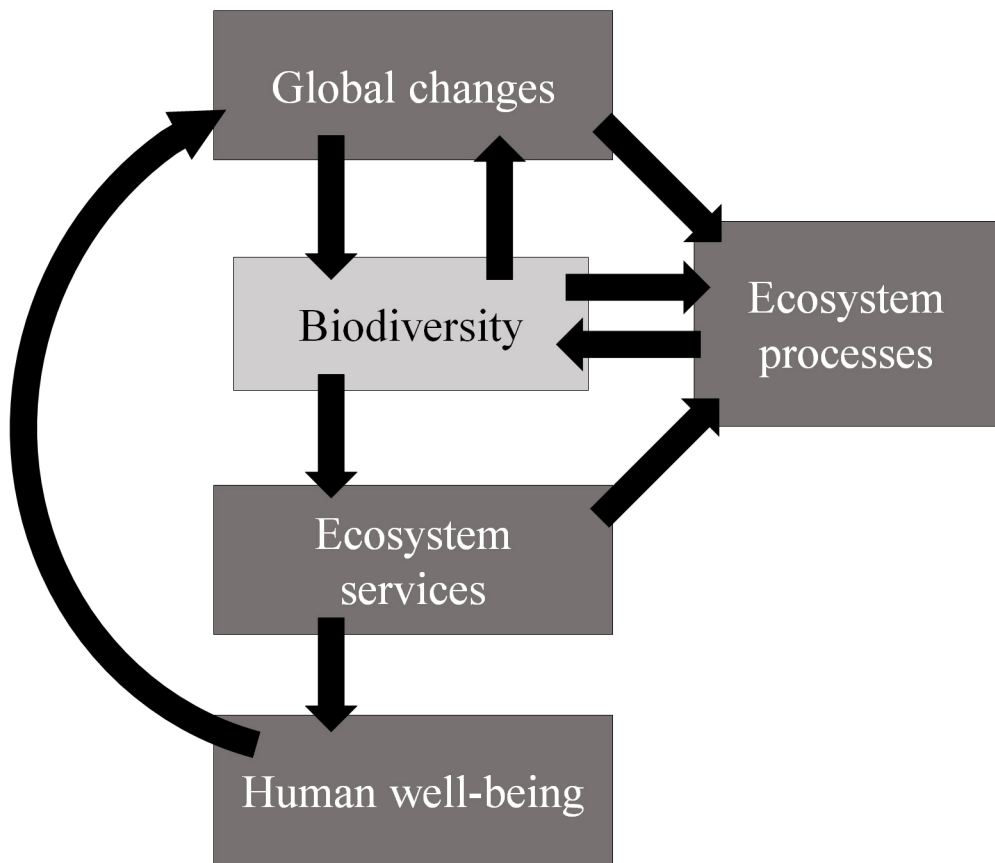 Global changes
Biodiversity
Ecosystem
processes
Ecosystem
services
Human well-being